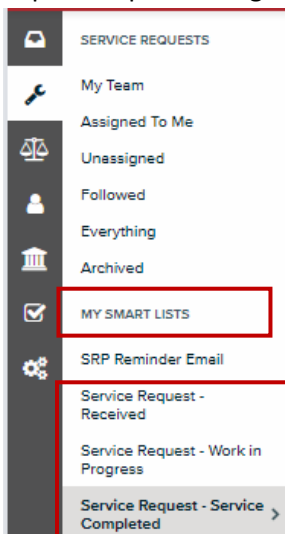 SERVICE REQUESTS
My Team
Assigned To Me
Unassigned
Followed
Everything
Archived
MY SMART LISTS
SRP Reminder Email
Service Request -
Received
Service Request - Work in
Progress
Service Request - Service
Completed